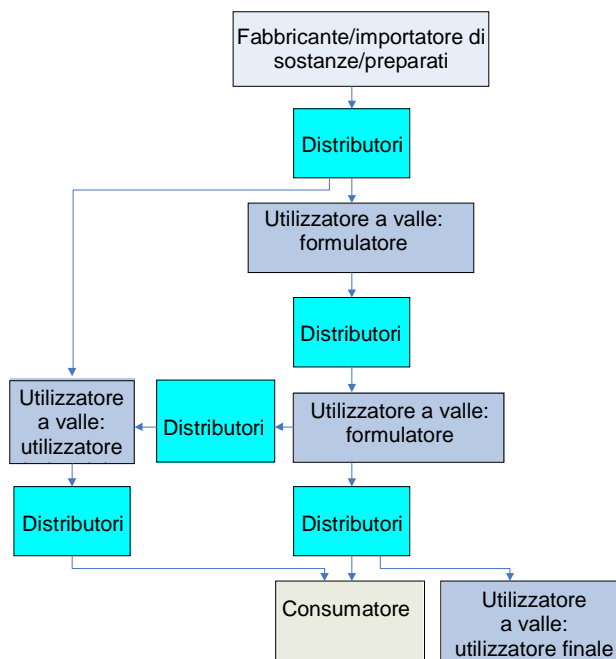 Fabbricante/importatore di
sostanze/preparati
Distributori
Utilizzatore a valle:
formulatore
Distributori
Utilizzatore
a valle:
utilizzatore
Distributori
Utilizzatore a valle:
formulatore
Distributori
Distributori
Consumatore
Utilizzatore
a valle:
utilizzatore finale